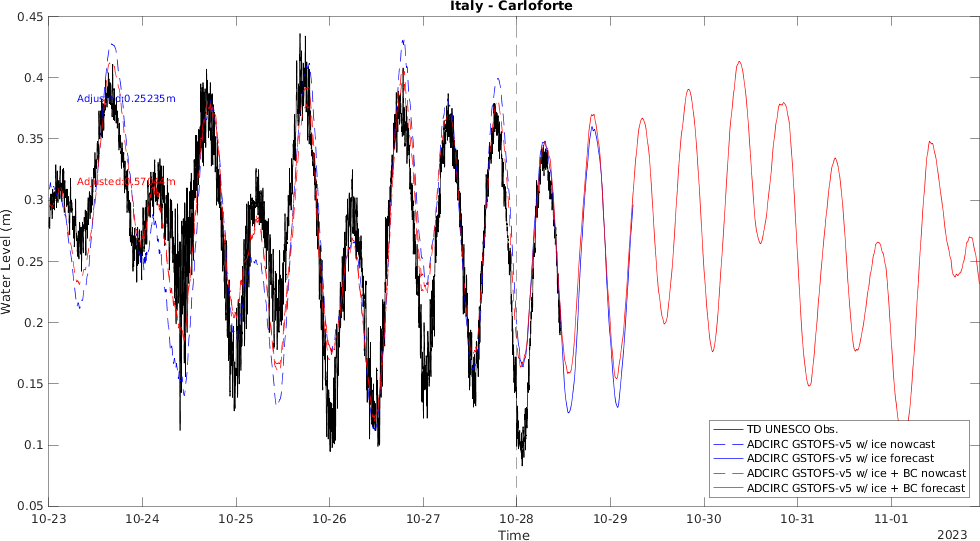 Italy - Carloforte
0.45
0.4
0.35
0.3
0.25
0.2
0.15
0.1
0.05
Water Level (m)
Adjusted:0.25235m
10-23
10-24
10-25
10-26
10-27
10-28
10-29
10-30
10-31
11-01
Time
2023
TD UNESCO Obs.
ADCIRC GSTOFS-v5 w/ ice nowcast
ADCIRC GSTOFS-v5 w/ ice forecast
ADCIRC GSTOFS-v5 w/ ice + BC nowcast
ADCIRC GSTOFS-v5 w/ ice + BC forecast